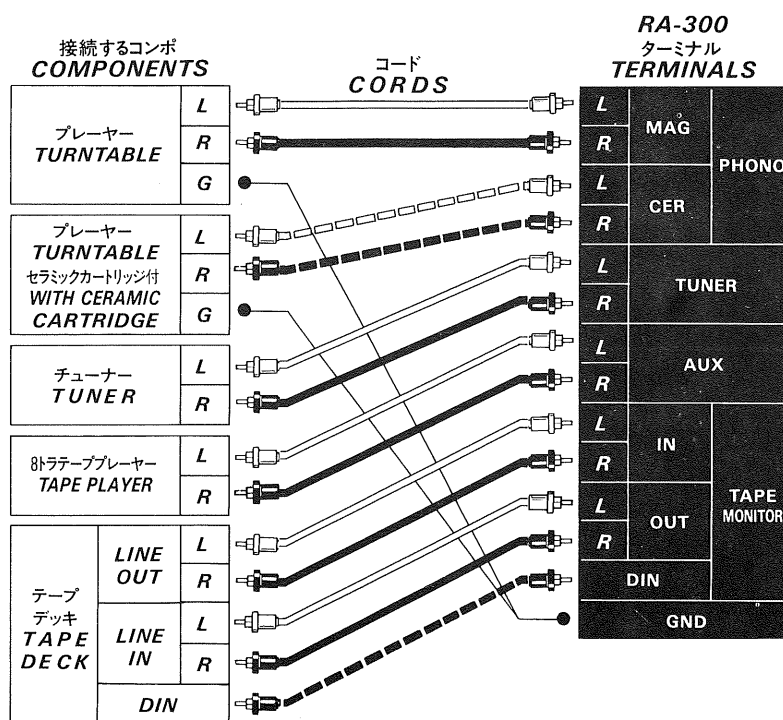 接続するコンポ
COMPONENTS
コード
CORDS
RA-300
ターミナル
TERMINALS
プレーヤー
TURNTABLE
L
R
G
プレーヤー
TURNTABLE
セラミックカートリッジ付
WITH CERAMIC
CARTRIDGE
L
R
G
チューナー
TUNER
L
R
8トラテーププレーヤー
TAPE PLAYER
L
R
テープ
デッキ
TAPE
DECK
LINE
OUT
L
R
LINE
IN
L
R
DIN
L
R
MAG
L
R
CER
PHONO
L
R
TUNER
L
R
AUX
L
R
IN
L
R
OUT
DIN
TAPE
MONITOR
GND